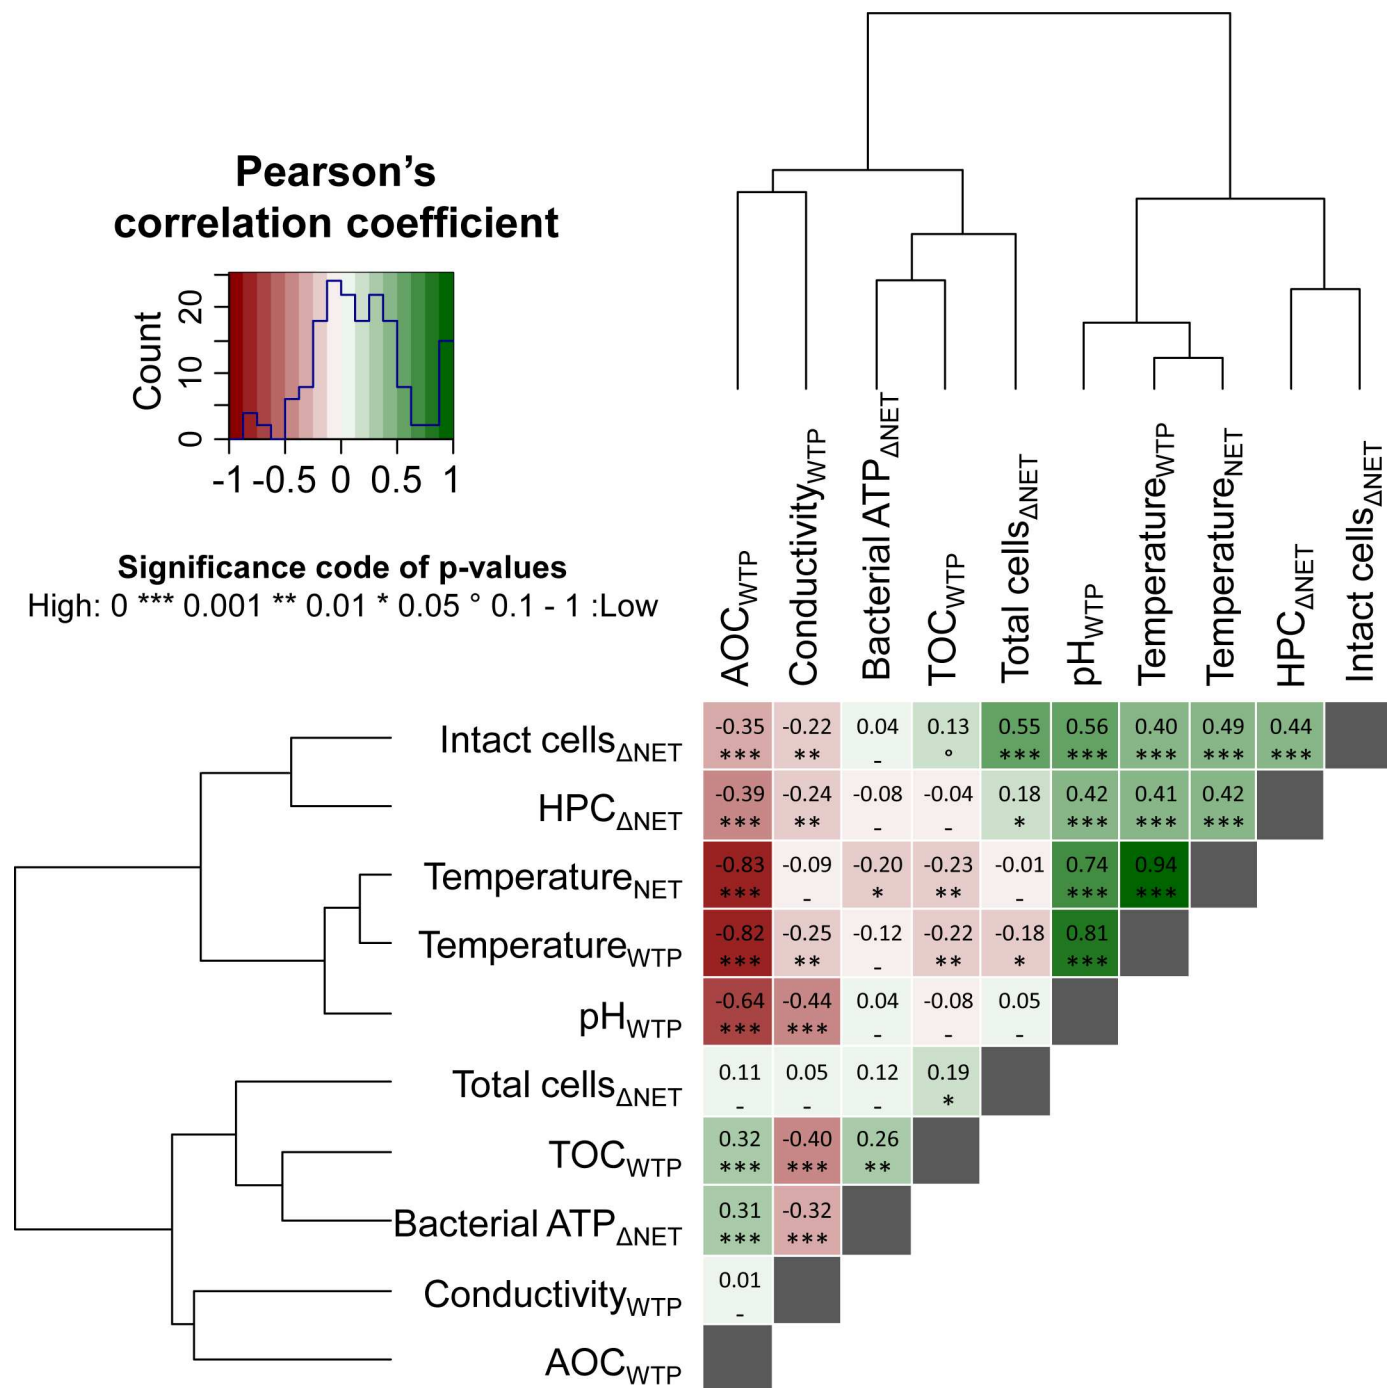 Pearson’s
correlation coefficient
Count
0 10 20
-1 -0.5 0 0.5 1
Significance code of p-values
High: 0 *** 0.001 ** 0.01 * 0.05 ° 0.1 - 1 :Low
AOCWTP
ConductivityWTP
Bacterial ATPΔNET
TOCWTP
Total cellsΔNET
pHWTP
TemperatureWTP
TemperatureNET
HPCΔNET
Intact cellsΔNET
Intact cellsΔNET -0.35 -0.22 0.04 0.13 0.55 0.56 0.40 0.49 0.44
*** ** - ° *** *** *** *** ***
HPCΔNET -0.39 -0.24 -0.08 -0.04 0.18 0.42 0.41 0.42
*** ** - - * *** *** ***
TemperatureNET -0.83 -0.09 -0.20 -0.23 -0.01 0.74 0.94
*** - * ** - *** ***
TemperatureWTP -0.82 -0.25 -0.12 -0.22 -0.18 0.81
*** ** - ** * ***
pHWTP -0.64 -0.44 0.04 -0.08 0.05
*** *** - - -
Total cellsΔNET 0.11 0.05 0.12 0.19
- - - *
TOCWTP 0.32 -0.40 0.26
*** *** **
Bacterial ATPΔNET 0.31 -0.32
*** ***
ConductivityWTP 0.01
-
AOCWTP